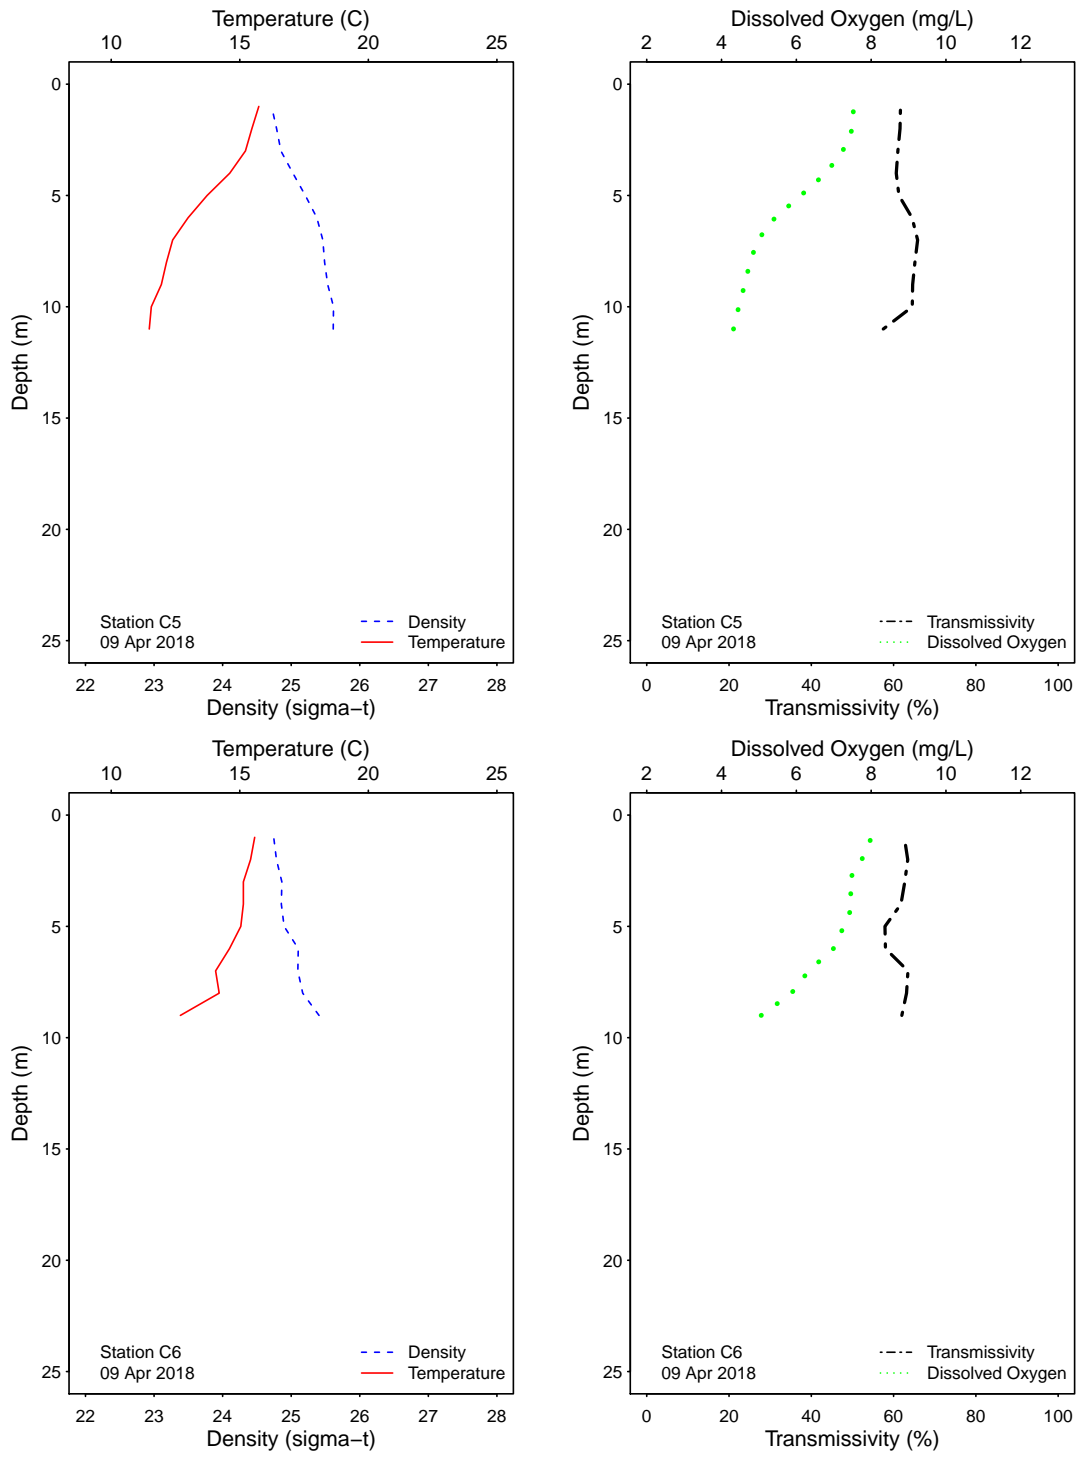 Temperature (C)
10 15 20 25
0
5
10
15
20
25
Depth (m)
Station C5
09 Apr 2018
Density
Temperature
22 23 24 25 26 27 28
Density (sigma−t)
Dissolved Oxygen (mg/L)
2 4 6 8 10 12
0
5
10
15
20
25
Depth (m)
Station C5
09 Apr 2018
Transmissivity
Dissolved Oxygen
0 20 40 60 80 100
Transmissivity (%)
Temperature (C)
10 15 20 25
0
5
10
15
20
25
Depth (m)
Station C6
09 Apr 2018
Density
Temperature
22 23 24 25 26 27 28
Density (sigma−t)
Dissolved Oxygen (mg/L)
2 4 6 8 10 12
0
5
10
15
20
25
Depth (m)
Station C6
09 Apr 2018
Transmissivity
Dissolved Oxygen
0 20 40 60 80 100
Transmissivity (%)